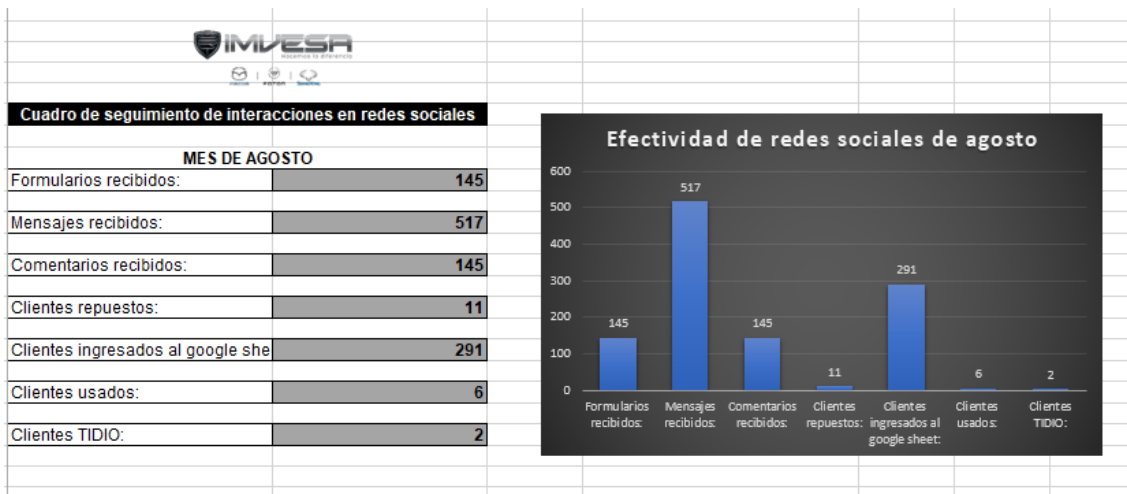 IMVESA
Hacemos la diferencia
Cuadro de seguimiento de interacciones en redes sociales
MES DE AGOSTO
Formularios recibidos: 145
Mensajes recibidos: 517
Comentarios recibidos: 145
Clientes repuestos: 11
Clientes ingresados al google she 291
Clientes usados: 6
Clientes TIDIO: 2
Efectividad de redes sociales de agosto
600
500
400
300
200
100
0
145
517
145
11
291
6
2
Formularios recibidos:
Mensajes recibidos:
Comentarios recibidos:
Clientes repuestos:
Clientes ingresados al google sheet:
Clientes usados:
Clientes TIDIO: